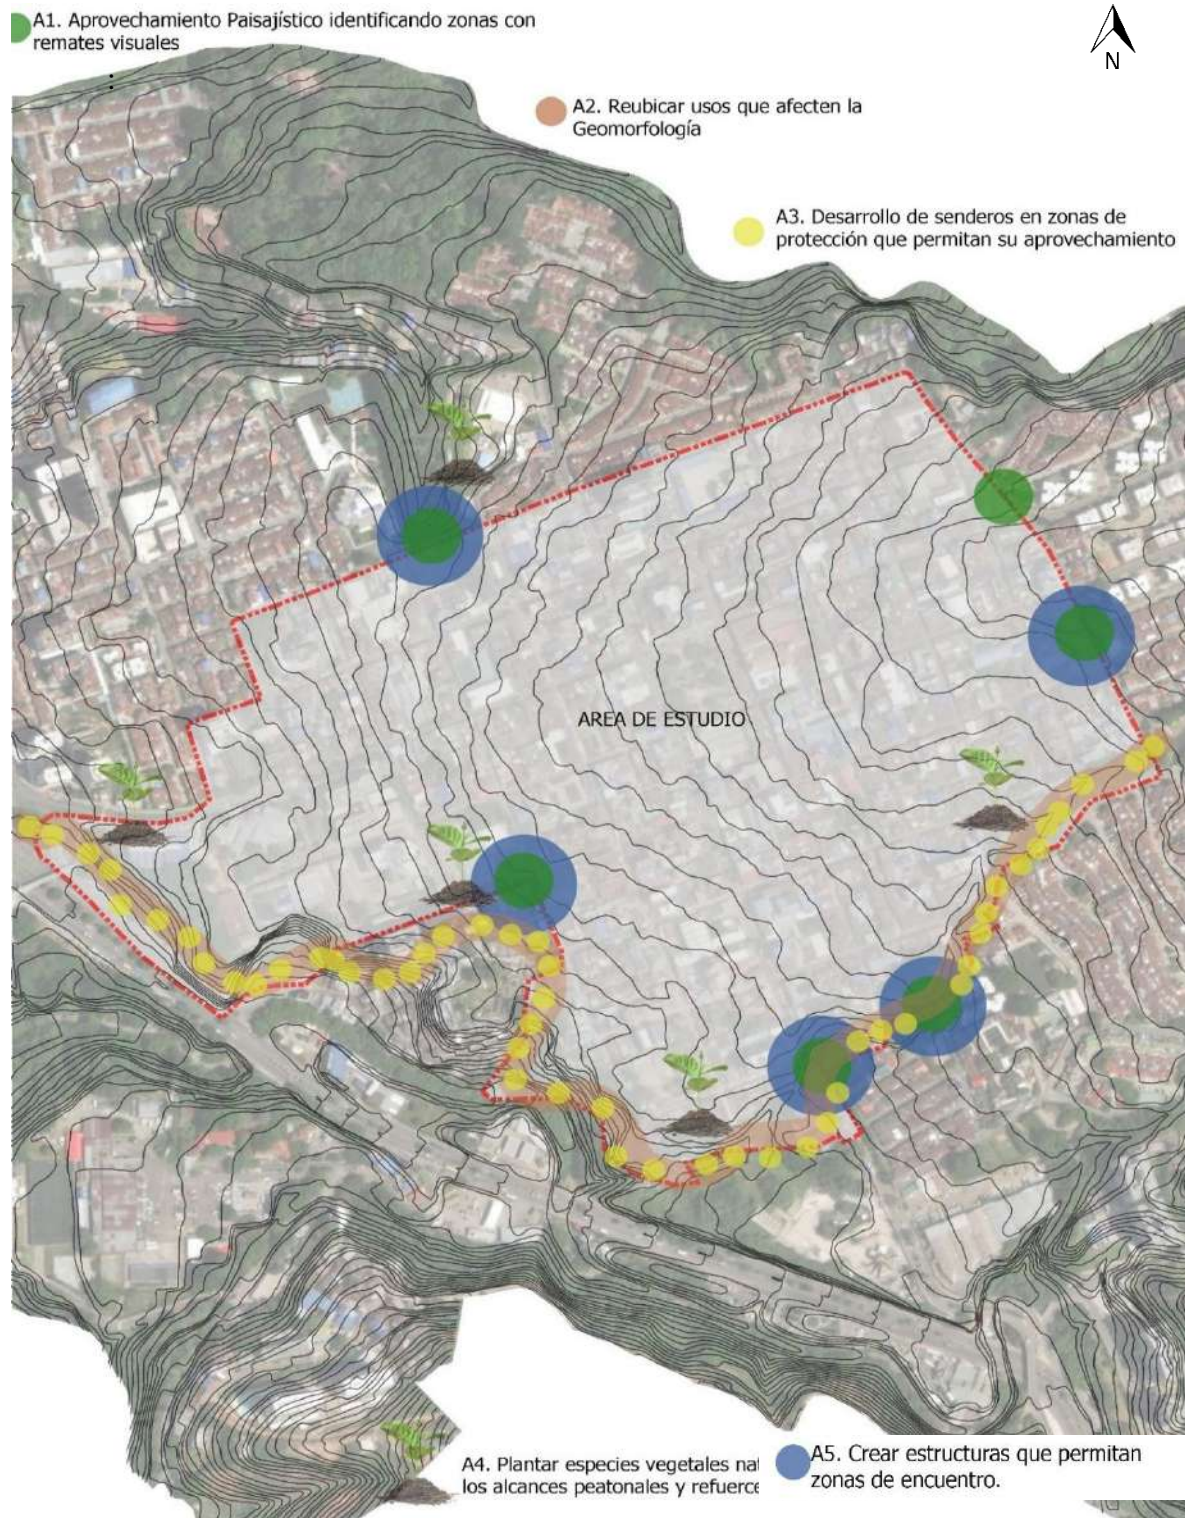 A1. Aprovechamiento Paisajístico identificando zonas con
remates visuales
N
A2. Reubicar usos que afecten la
Geomorfología
A3. Desarrollo de senderos en zonas de
protección que permitan su aprovechamiento
AREA DE ESTUDIO
A4. Plantar especies vegetales nat
los alcances peatonales y refuerce
A5. Crear estructuras que permitan
zonas de encuentro.